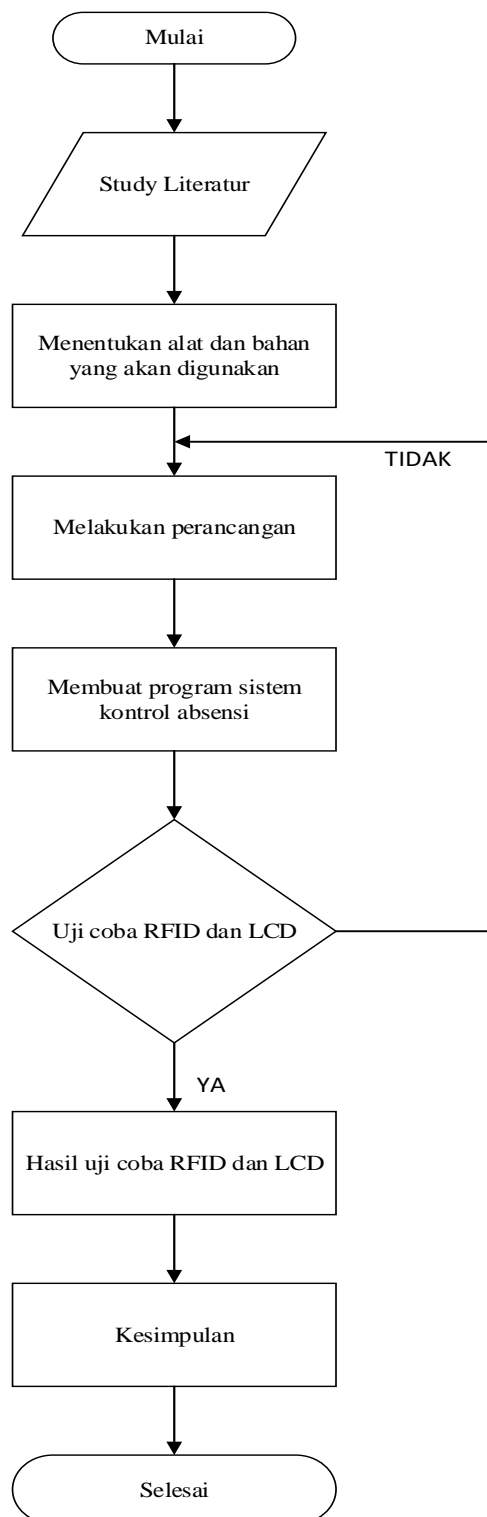 Mulai
Study Literatur
Menentukan alat dan bahan
yang akan digunakan
TIDAK
Melakukan perancangan
Membuat program sistem
kontrol absensi
Uji coba RFID dan LCD
YA
Hasil uji coba RFID dan LCD
Kesimpulan
Selesai